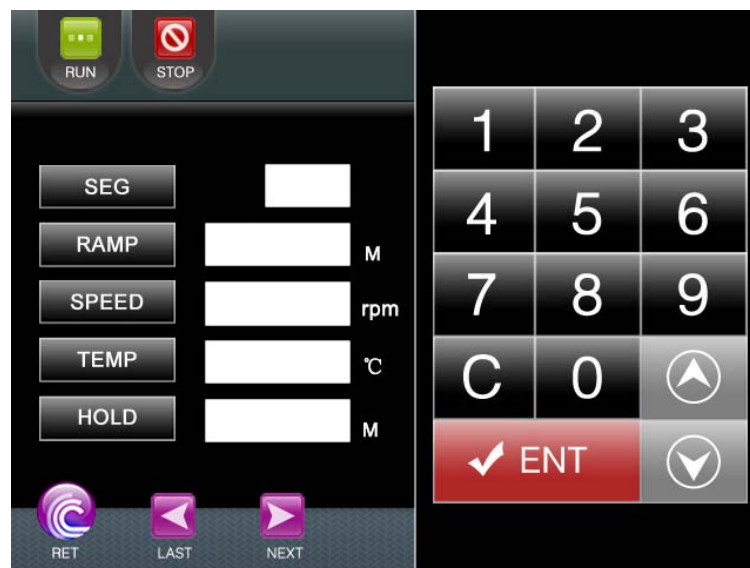 RUN STOP
SEG
RAMP M
SPEED rpm
TEMP ℃
HOLD M
RET LAST NEXT
1 2 3
4 5 6
7 8 9
C 0
ENT